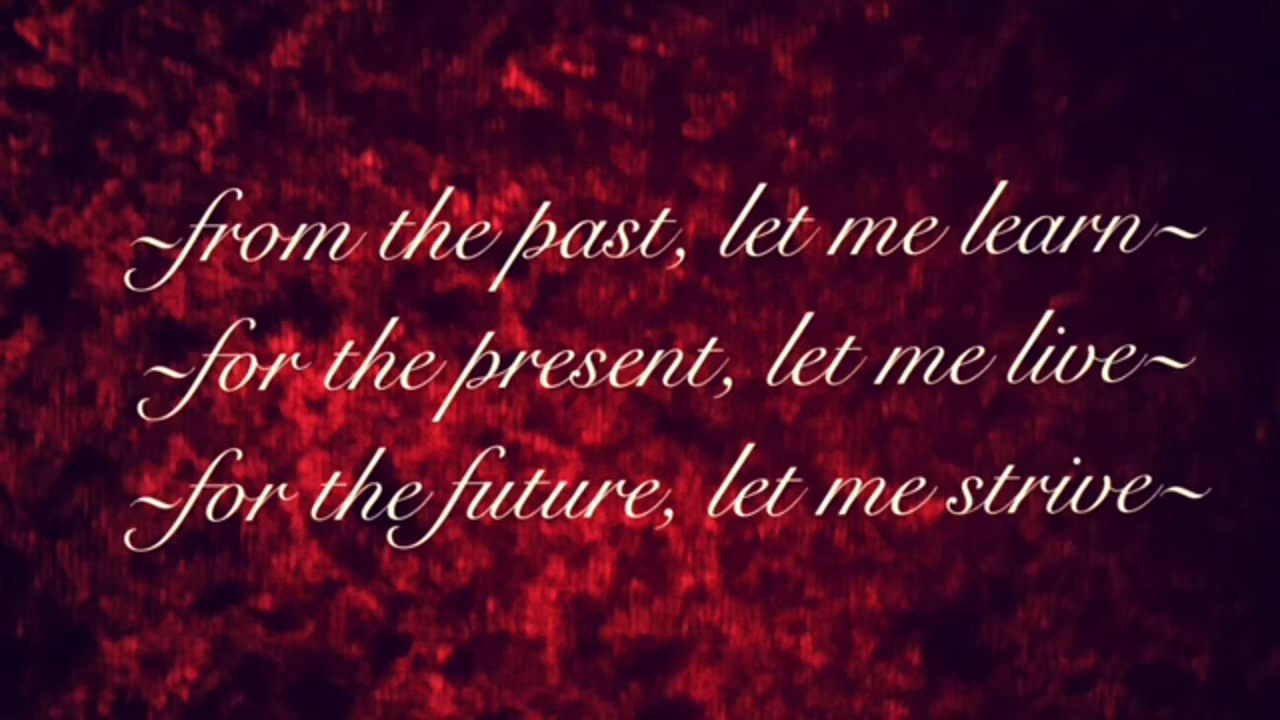 ~from the past, let me learn~
~for the present, let me live~
~for the future, let me strive~